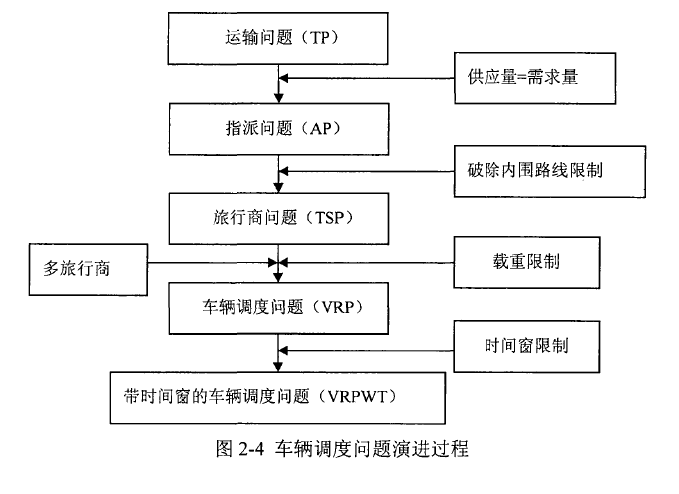 运输问题（TP）
供应量=需求量
指派问题（AP）
破除内围路线限制
旅行商问题（TSP）
多旅行商
载重限制
车辆调度问题（VRP）
时间窗限制
带时间窗的车辆调度问题（VRPWT）
图 2-4 车辆调度问题演进过程